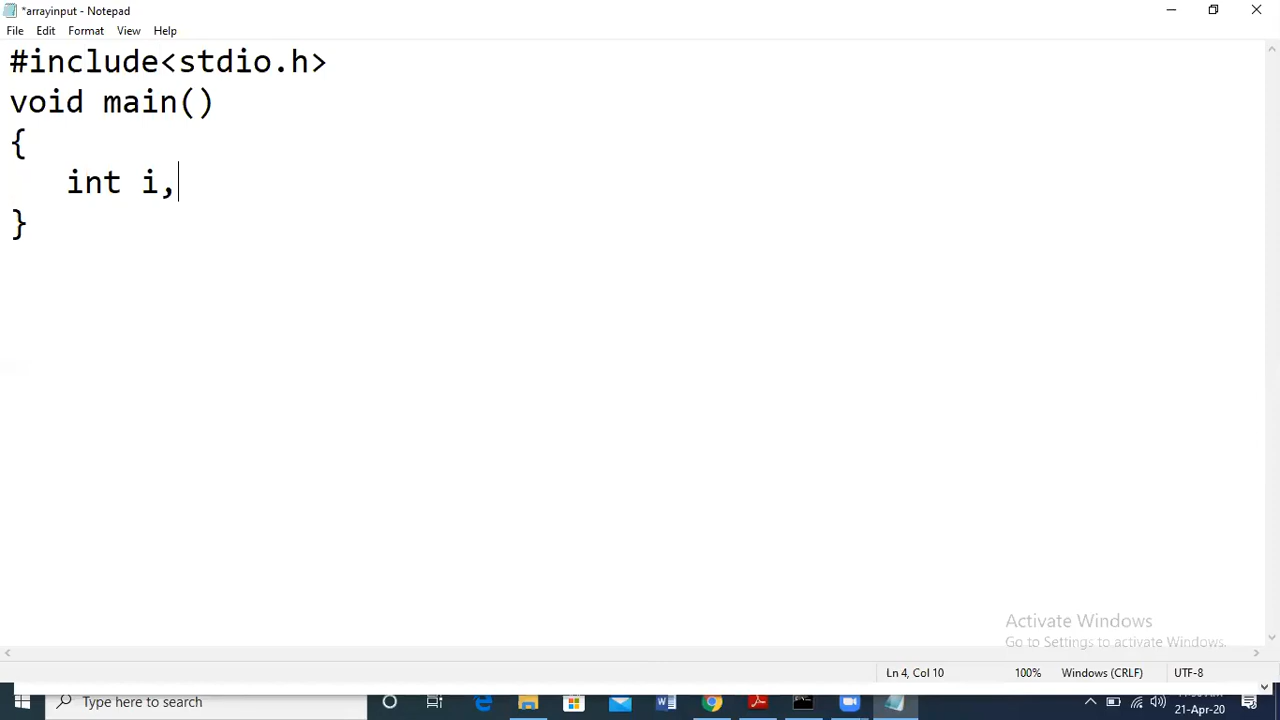 *arrayinput - Notepad
File Edit Format View Help
#include<stdio.h>
void main()
{
int i,
}
Activate Windows
Go to Settings to activate Windows.
Ln 4, Col 10 100% Windows (CRLF) UTF-8
Type here to search
21-Apr-20